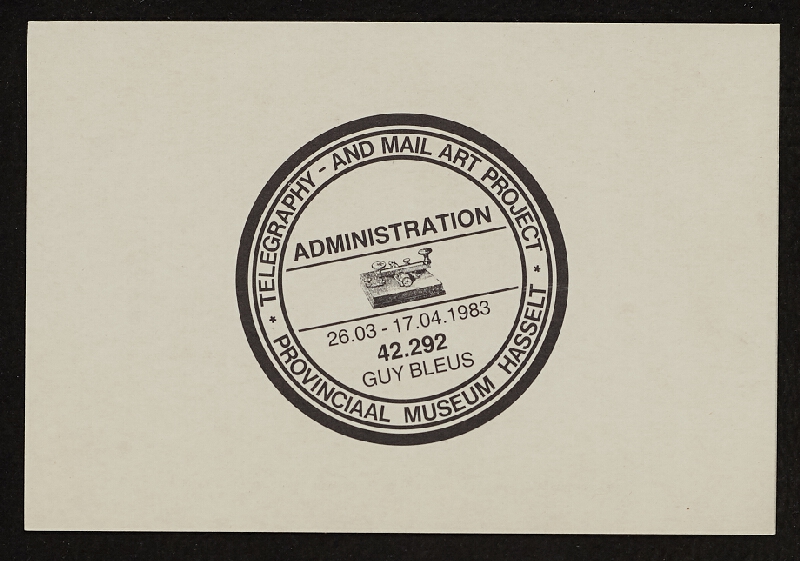 * TELEGRAPHY - AND MAIL ART PROJECT *
ADMINISTRATION
26.03 - 17.04.1983
42.292
GUY BLEUS
PROVINCIAAL MUSEUM HASSELT